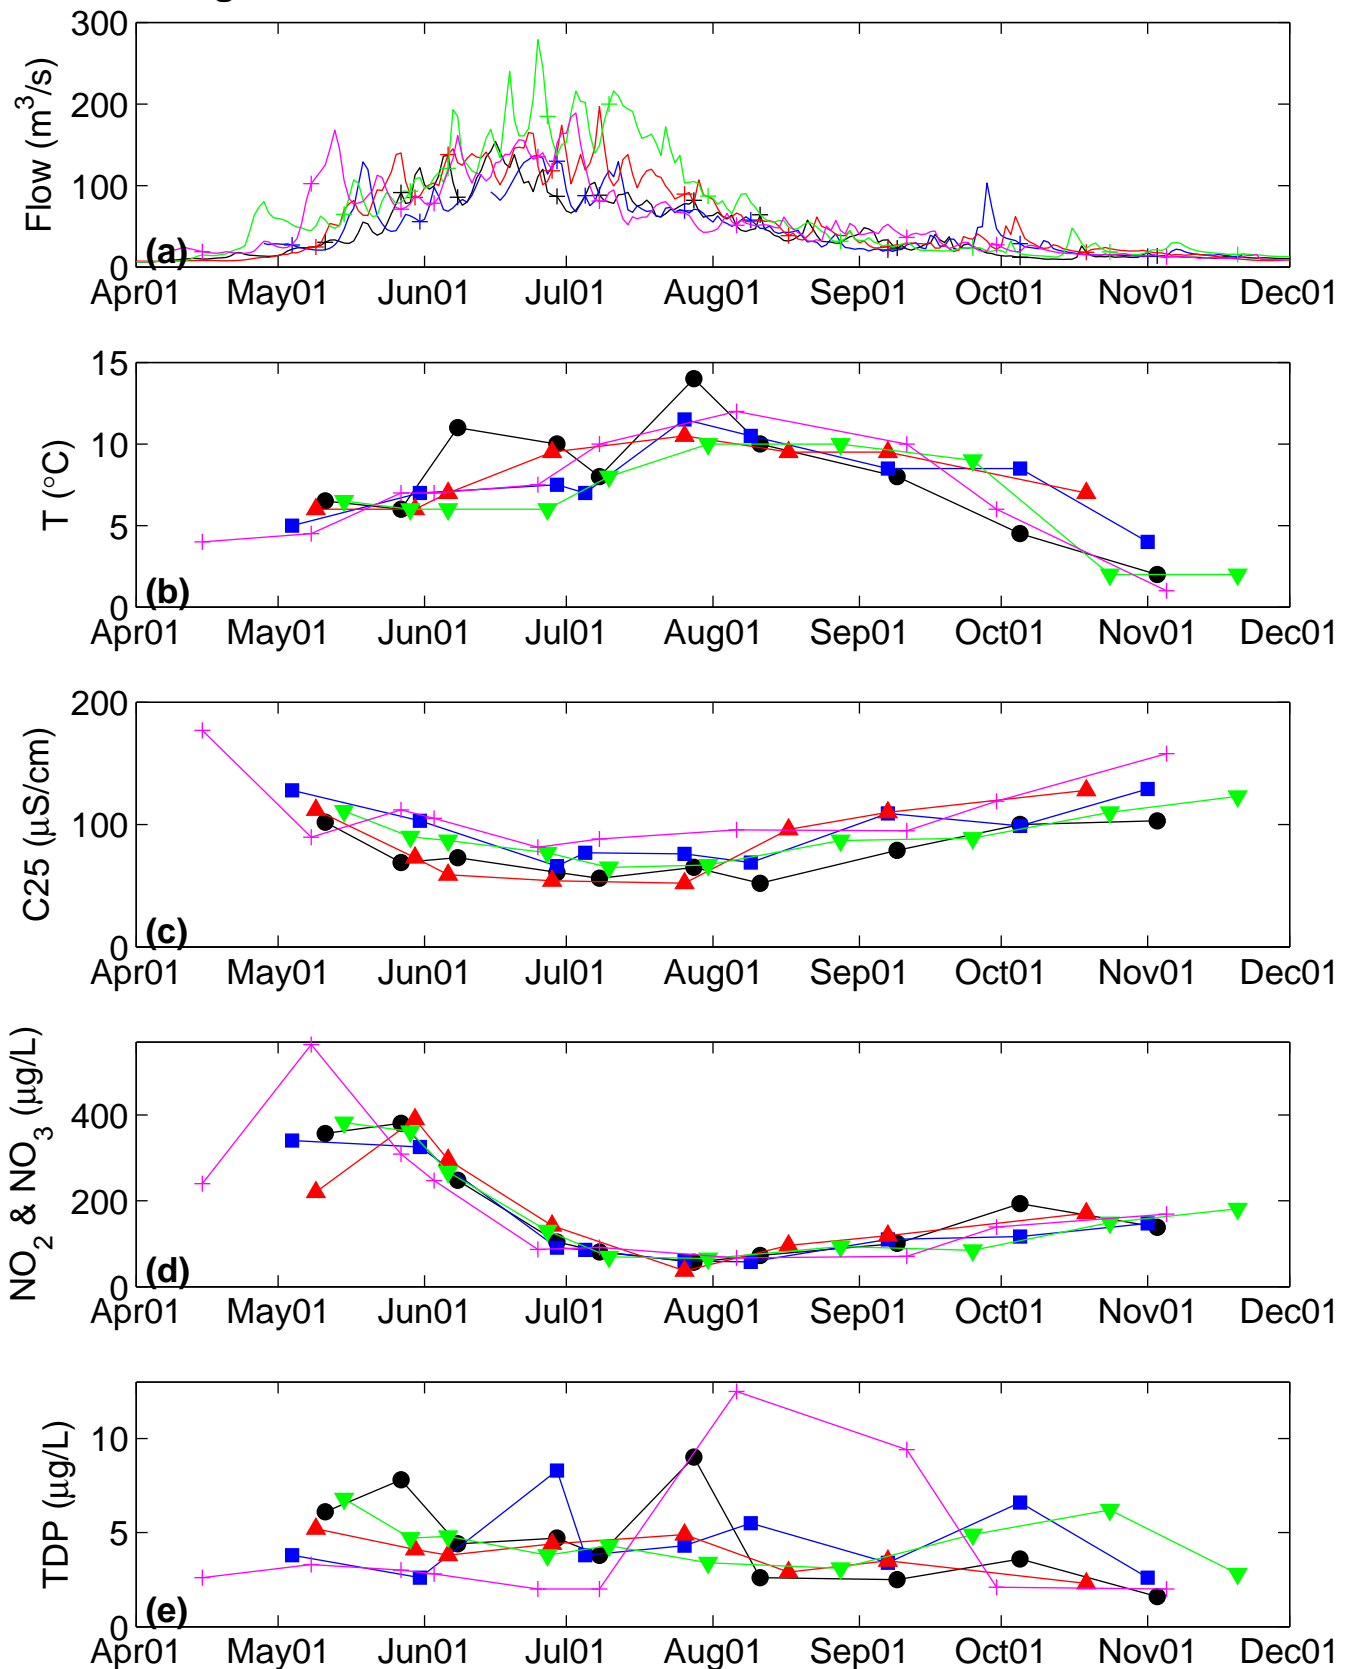 300
200
100
0
Flow (m³/s)
(a)
Apr01 May01 Jun01 Jul01 Aug01 Sep01 Oct01 Nov01 Dec01
15
10
5
0
T (°C)
(b)
Apr01 May01 Jun01 Jul01 Aug01 Sep01 Oct01 Nov01 Dec01
200
100
0
C25 (μS/cm)
(c)
Apr01 May01 Jun01 Jul01 Aug01 Sep01 Oct01 Nov01 Dec01
400
200
0
NO₂ & NO₃ (μg/L)
(d)
Apr01 May01 Jun01 Jul01 Aug01 Sep01 Oct01 Nov01 Dec01
10
5
0
TDP (μg/L)
(e)
Apr01 May01 Jun01 Jul01 Aug01 Sep01 Oct01 Nov01 Dec01